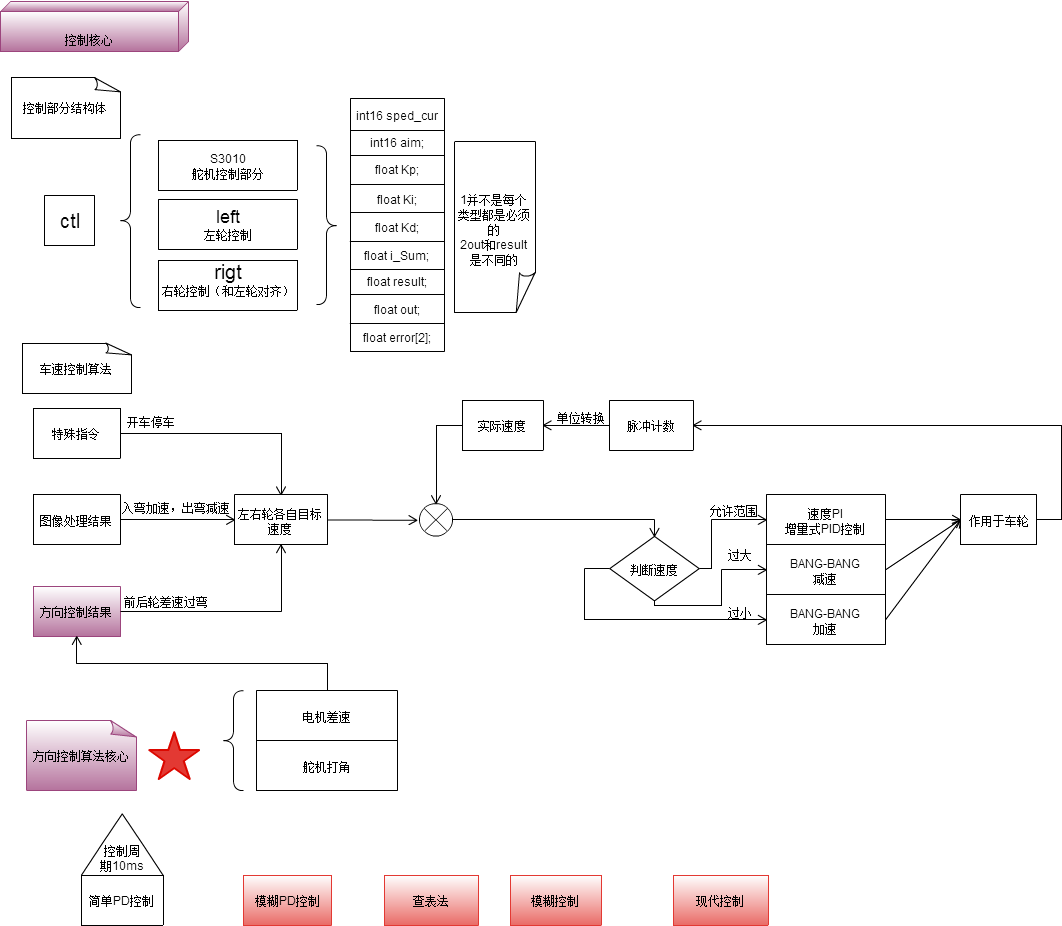 控制核心
控制部分结构体
ctl
S3010
舵机控制部分
left
左轮控制
rigt
右轮控制（和左轮对齐）
int16 sped_cur
int16 aim;
float Kp;
float Ki;
float Kd;
float i_Sum;
float result;
float out;
float error[2];
1并不是每个
类型都是必须
的
2out和result
是不同的
车速控制算法
特殊指令
开车停车
图像处理结果
入弯加速，出弯减速
左右轮各自目标
速度
方向控制结果
前后轮差速过弯
实际速度
单位转换
脉冲计数
判断速度
允许范围
过大
过小
速度PI
增量式PID控制
BANG-BANG
减速
BANG-BANG
加速
作用于车轮
方向控制算法核心
电机差速
舵机打角
控制周
期10ms
简单PD控制
模糊PD控制
查表法
模糊控制
现代控制